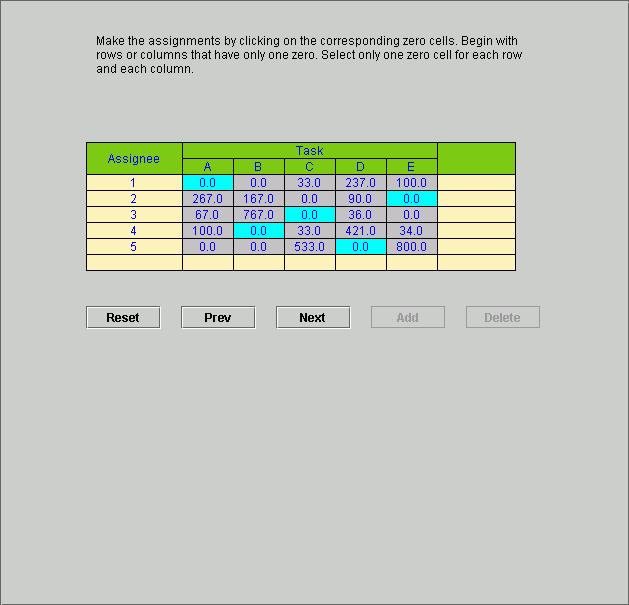 Make the assignments by clicking on the corresponding zero cells. Begin with
rows or columns that have only one zero. Select only one zero cell for each row
and each column.
Assignee Task
A B C D E
1 0.0 0.0 33.0 237.0 100.0
2 267.0 167.0 0.0 90.0 0.0
3 67.0 767.0 0.0 36.0 0.0
4 100.0 0.0 33.0 421.0 34.0
5 0.0 0.0 533.0 0.0 800.0
Reset Prev Next Add Delete